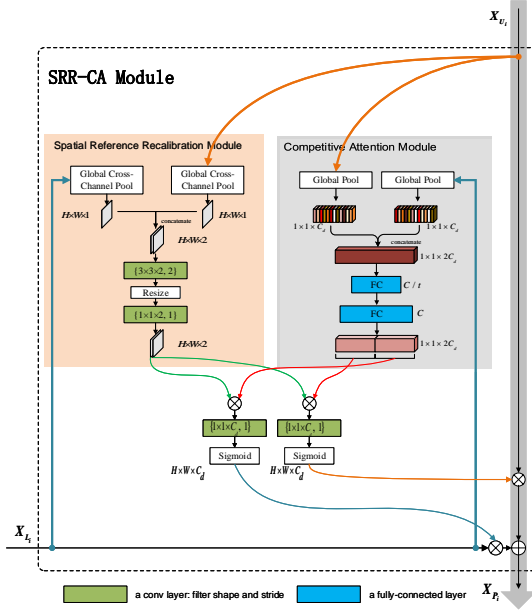 X_{U_i}
SRR-CA Module
Spatial Reference Recalibration Module
Competitive Attention Module
Global Cross-
Channel Pool
Global Cross-
Channel Pool
Global Pool
Global Pool
H×W×1
H×W×1
1×1×C_d
1×1×C_d
concatenate
H×W×2
concatenate
1×1×2C_d
{3×3×2, 2}
Resize
{1×1×2, 1}
FC
C / t
FC
C
H×W×2
1×1×2C_d
{1×1×C_d, 1}
{1×1×C_d, 1}
Sigmoid
Sigmoid
H×W×C_d
H×W×C_d
X_{L_i}
X_{P_i}
a conv layer: filter shape and stride
a fully-connected layer